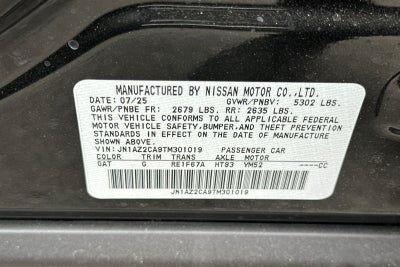 MANUFACTURED BY NISSAN MOTOR CO.,LTD.
DATE: 07/25 GVWR/PNBV: 5302 LBS.
GAWR/PNBE FR: 2679 LBS. RR: 2635 LBS.
THIS VEHICLE CONFORMS TO ALL APPLICABLE FEDERAL
MOTOR VEHICLE SAFETY,BUMPER,AND THEFT PREVENTION
STANDARDS IN EFFECT ON THE DATE OF MANUFACTURE
SHOWN ABOVE.
VIN: JN1AZ2CA9TM301019 PASSENGER CAR
COLOR TRIM TRANS AXLE MOTOR
GAT G RE1F67A HT93 YM52 ----CC
JN1AZ2CA9TM301019